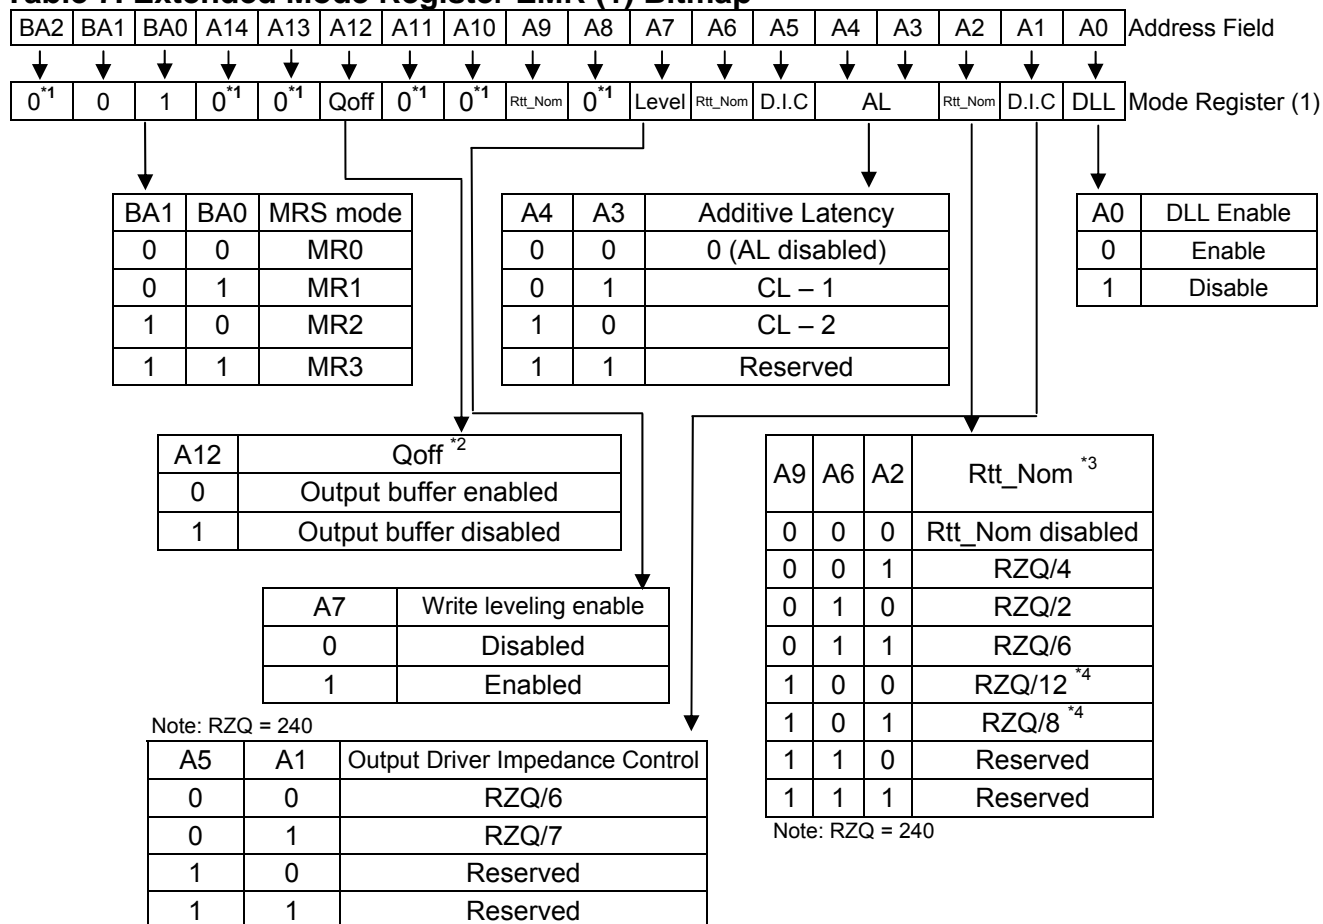 Table 7. Extended Mode Register EMR (1) Bitmap
BA2 BA1 BA0 A14 A13 A12 A11 A10 A9 A8 A7 A6 A5 A4 A3 A2 A1 A0 Address Field
0*1 0 1 0*1 0*1 Qoff 0*1 0*1 Rtt_Nom 0*1 Level Rtt_Nom D.I.C AL Rtt_Nom D.I.C DLL Mode Register (1)
BA1 BA0 MRS mode
0 0 MR0
0 1 MR1
1 0 MR2
1 1 MR3
A4 A3 Additive Latency
0 0 0 (AL disabled)
0 1 CL – 1
1 0 CL – 2
1 1 Reserved
A0 DLL Enable
0 Enable
1 Disable
A12 Qoff *2
0 Output buffer enabled
1 Output buffer disabled
A7 Write leveling enable
0 Disabled
1 Enabled
Note: RZQ = 240
A5 A1 Output Driver Impedance Control
0 0 RZQ/6
0 1 RZQ/7
1 0 Reserved
1 1 Reserved
A9 A6 A2 Rtt_Nom *3
0 0 0 Rtt_Nom disabled
0 0 1 RZQ/4
0 1 0 RZQ/2
0 1 1 RZQ/6
1 0 0 RZQ/12 *4
1 0 1 RZQ/8 *4
1 1 0 Reserved
1 1 1 Reserved
Note: RZQ = 240